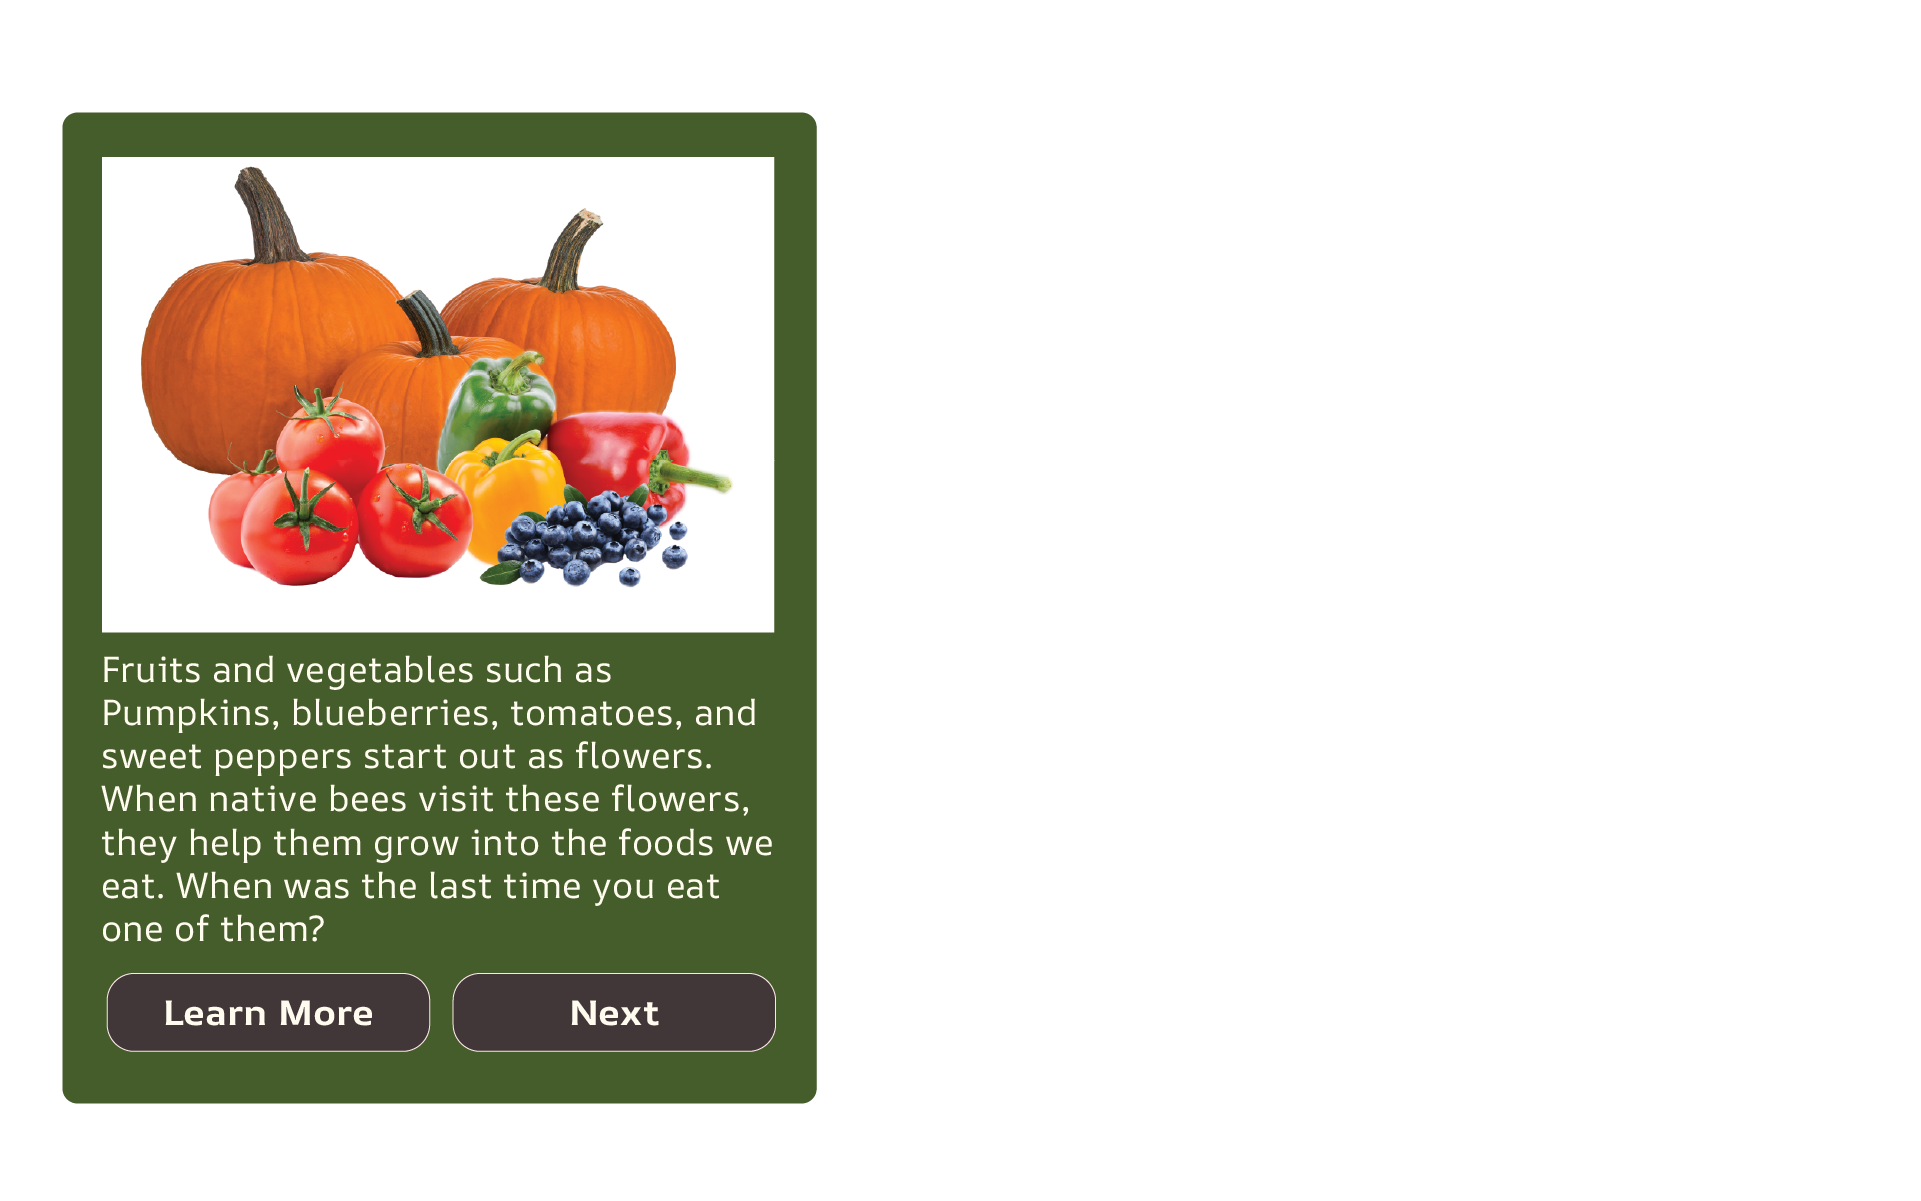 Fruits and vegetables such as
Pumpkins, blueberries, tomatoes, and
sweet peppers start out as flowers.
When native bees visit these flowers,
they help them grow into the foods we
eat. When was the last time you eat
one of them?
Learn More
Next